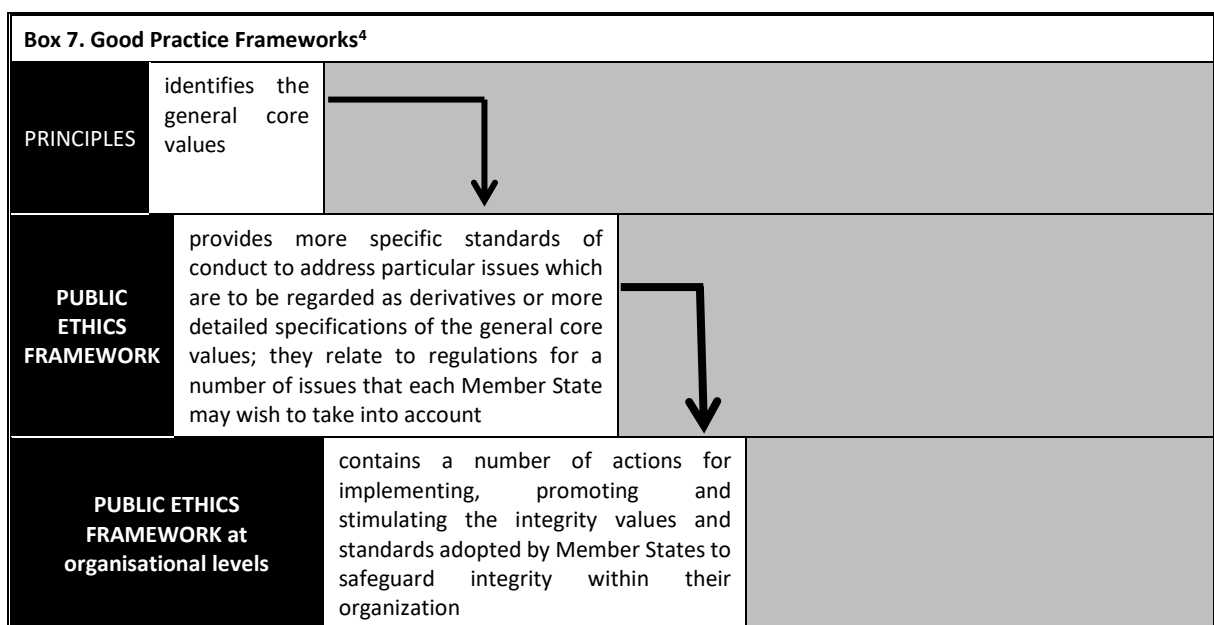 Box 7. Good Practice Frameworks4
PRINCIPLES
identifies the
general core
values
PUBLIC
ETHICS
FRAMEWORK
provides more specific standards of
conduct to address particular issues which
are to be regarded as derivatives or more
detailed specifications of the general core
values; they relate to regulations for a
number of issues that each Member State
may wish to take into account
PUBLIC ETHICS
FRAMEWORK at
organisational levels
contains a number of actions for
implementing, promoting and
stimulating the integrity values and
standards adopted by Member States to
safeguard integrity within their
organization